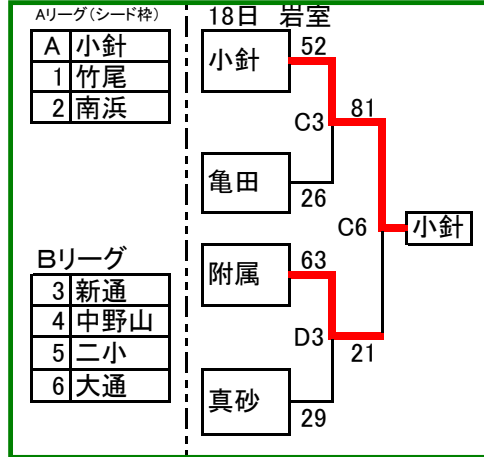 Aリーグ(シード枠)
A 小針
1 竹尾
2 南浜
Bリーグ
3 新通
4 中野山
5 二小
6 大通
18日 岩室
小針
52
C3
81
亀田
26
C6
小針
附属
63
D3
21
真砂
29